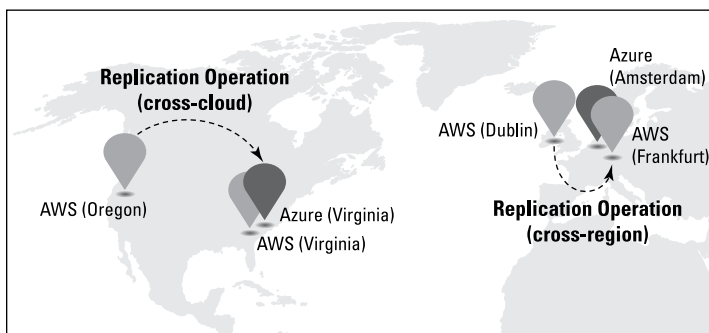 Replication Operation
(cross-cloud)
AWS (Oregon)
Azure (Virginia)
AWS (Virginia)
Azure
(Amsterdam)
AWS (Dublin)
AWS
(Frankfurt)
Replication Operation
(cross-region)